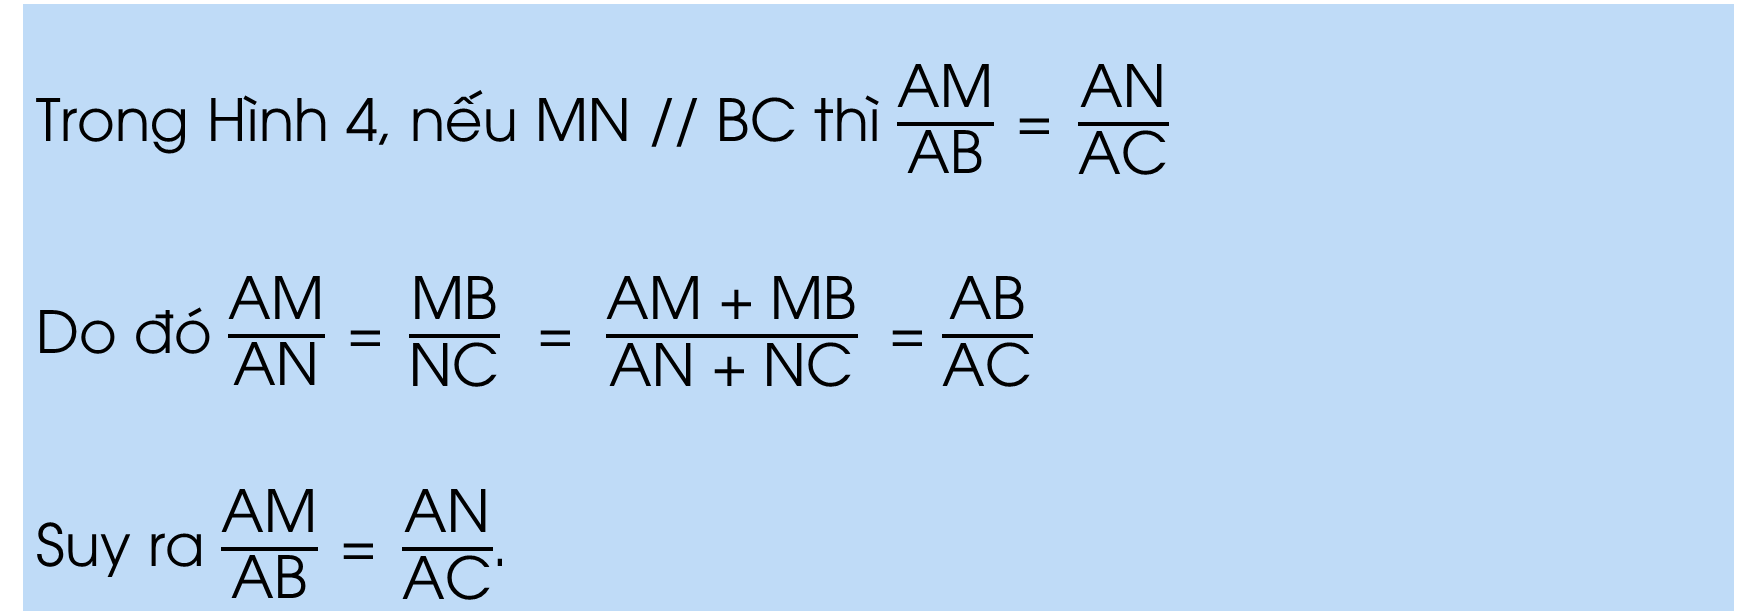 Trong Hình 4, nếu MN // BC thì AM/AB = AN/AC
Do đó AM/AN = MB/NC = AM + MB/AN + NC = AB/AC
Suy ra AM/AB = AN/AC.